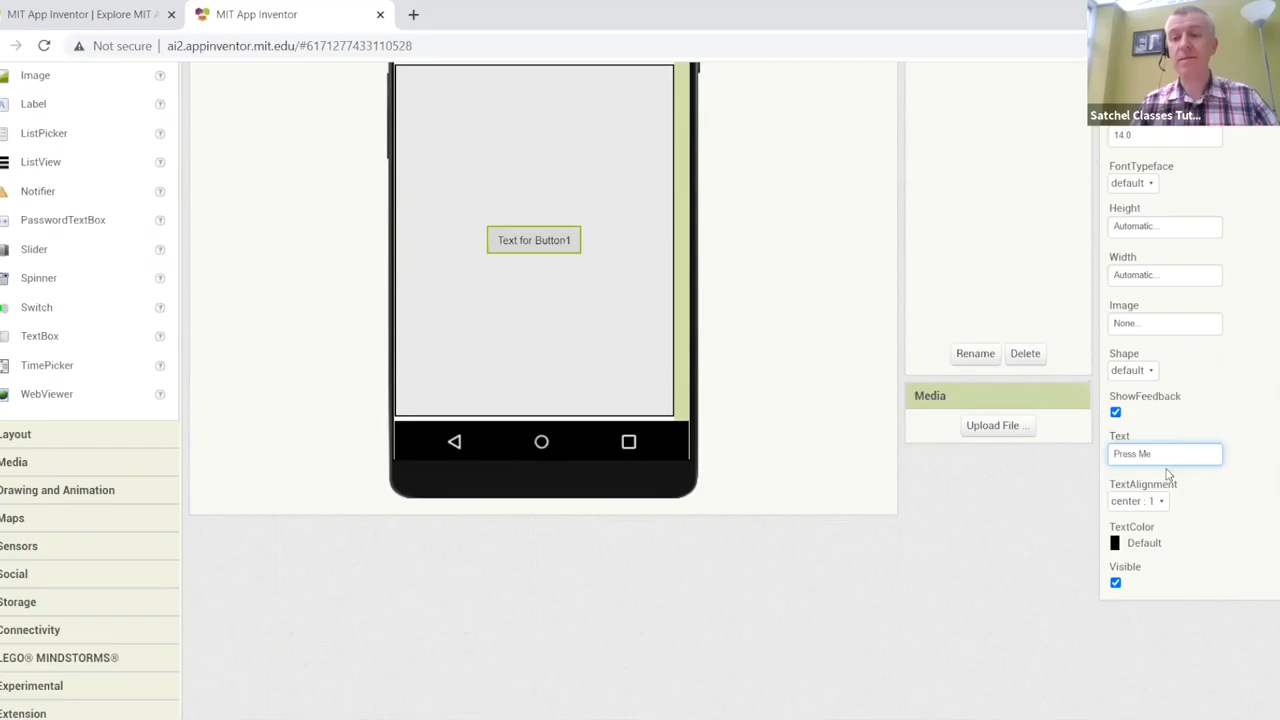 MIT App Inventor | Explore MIT A
MIT App Inventor
Not secure
ai2.appinventor.mit.edu/#6171277433110528
Image
Label
ListPicker
ListView
Notifier
PasswordTextBox
Slider
Spinner
Switch
TextBox
TimePicker
WebViewer
Layout
Media
Drawing and Animation
Maps
Sensors
Social
Storage
Connectivity
LEGO® MINDSTORMS®
Experimental
Extension
Text for Button1
Rename
Delete
Media
Upload File ...
Satchel Classes Tut...
14.0
FontTypeface
default
Height
Automatic...
Width
Automatic...
Image
None...
Shape
default
ShowFeedback
Text
Press Me
TextAlignment
center : 1
TextColor
Default
Visible